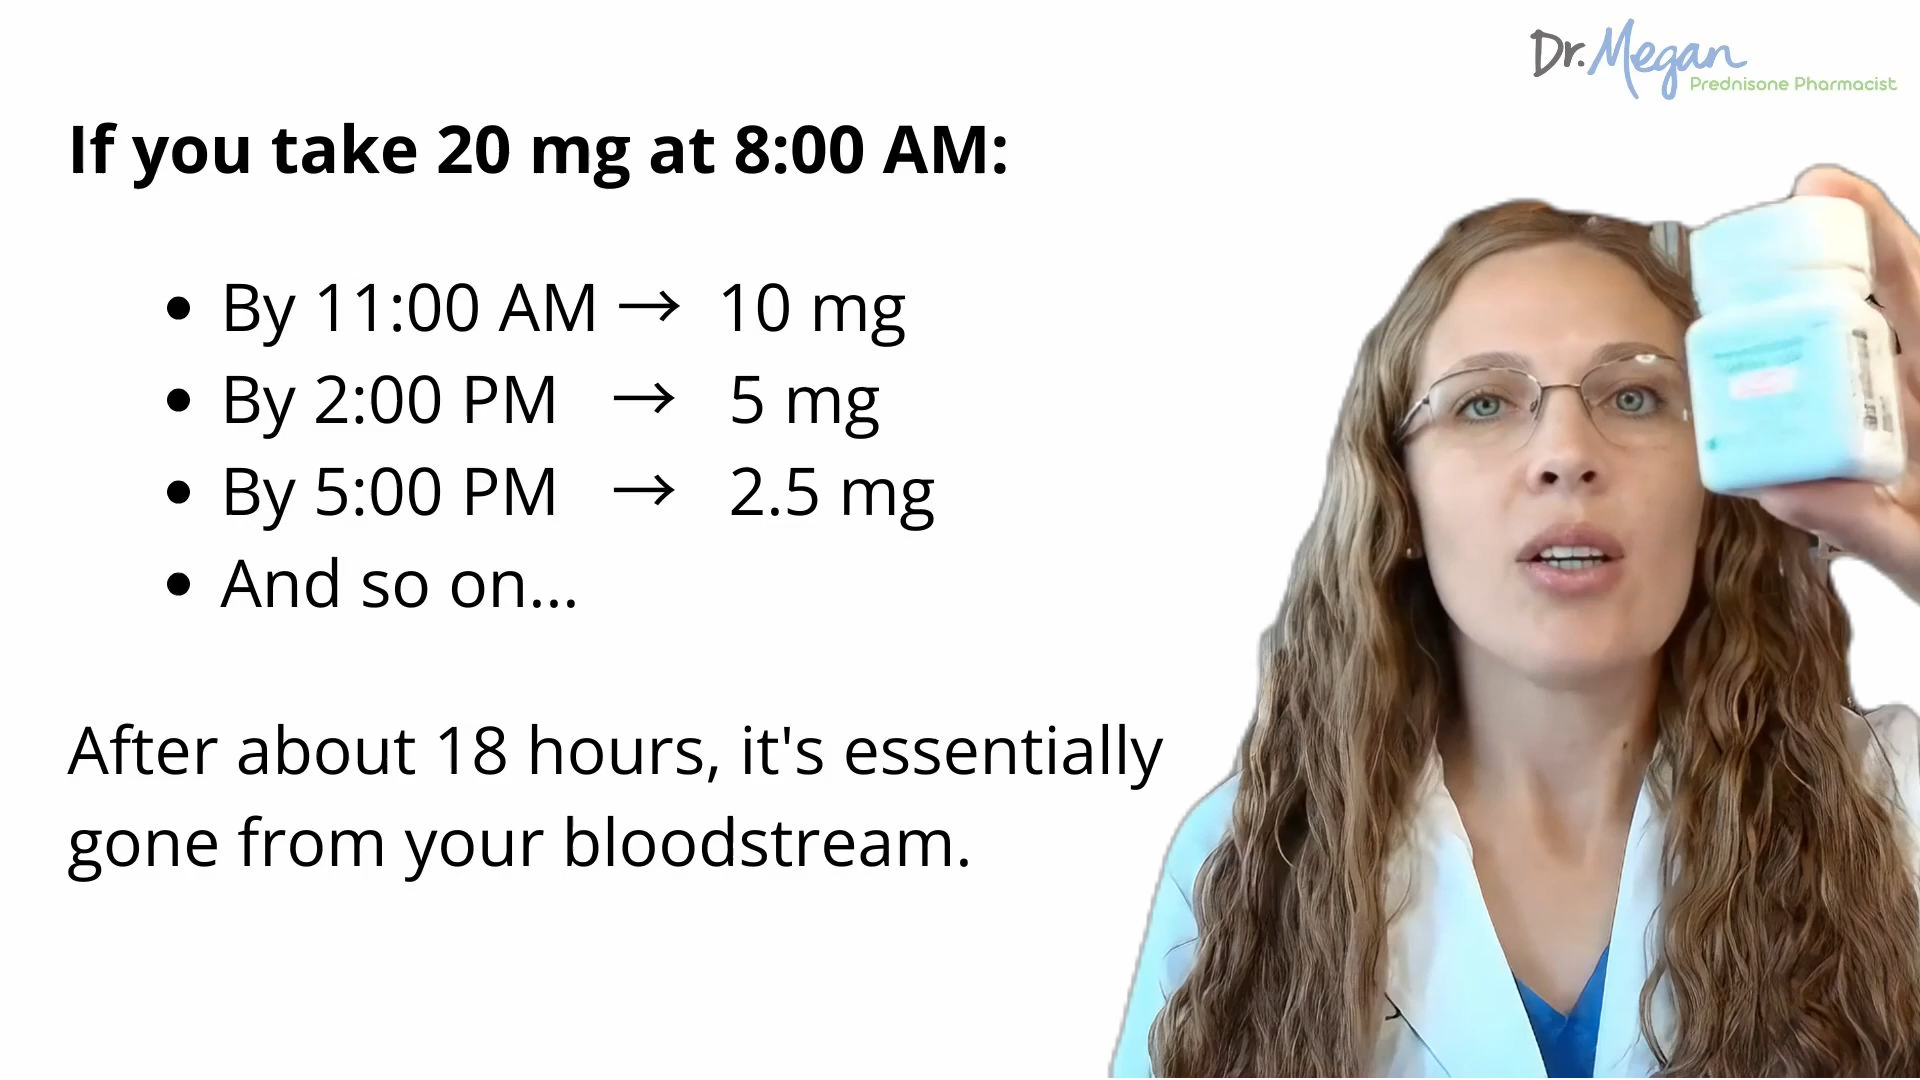 Dr. Megan
Prednisone Pharmacist
If you take 20 mg at 8:00 AM:
• By 11:00 AM → 10 mg
• By 2:00 PM → 5 mg
• By 5:00 PM → 2.5 mg
• And so on...
After about 18 hours, it's essentially
gone from your bloodstream.